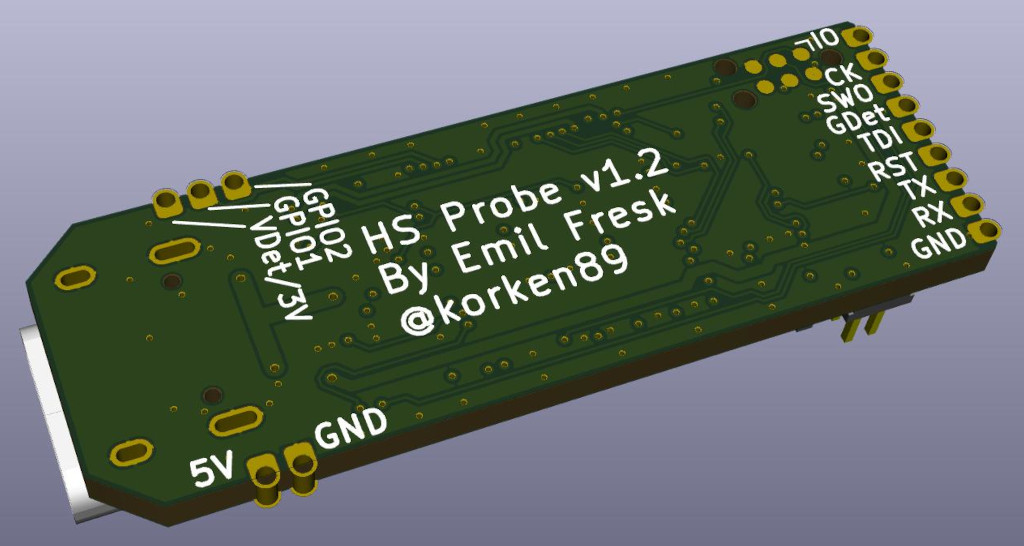 ~IO
CK
SWO
GDet
TDI
RST
TX
RX
GND
GPIO2
GPIO1
VDet/3V
HS Probe v1.2
By Emil Fresk
@korken89
5V
GND